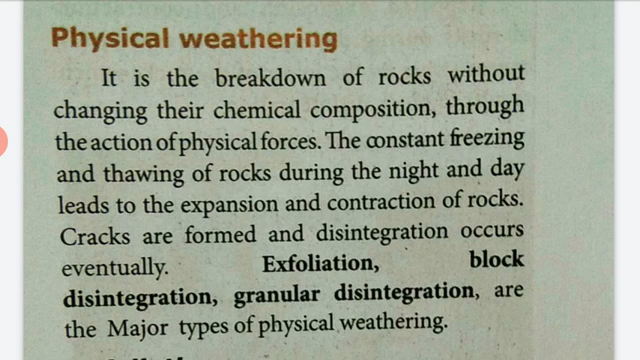 Physical weathering
It is the breakdown of rocks without
changing their chemical composition, through
the action of physical forces. The constant freezing
and thawing of rocks during the night and day
leads to the expansion and contraction of rocks.
Cracks are formed and disintegration occurs
eventually. Exfoliation, block
disintegration, granular disintegration, are
the Major types of physical weathering.